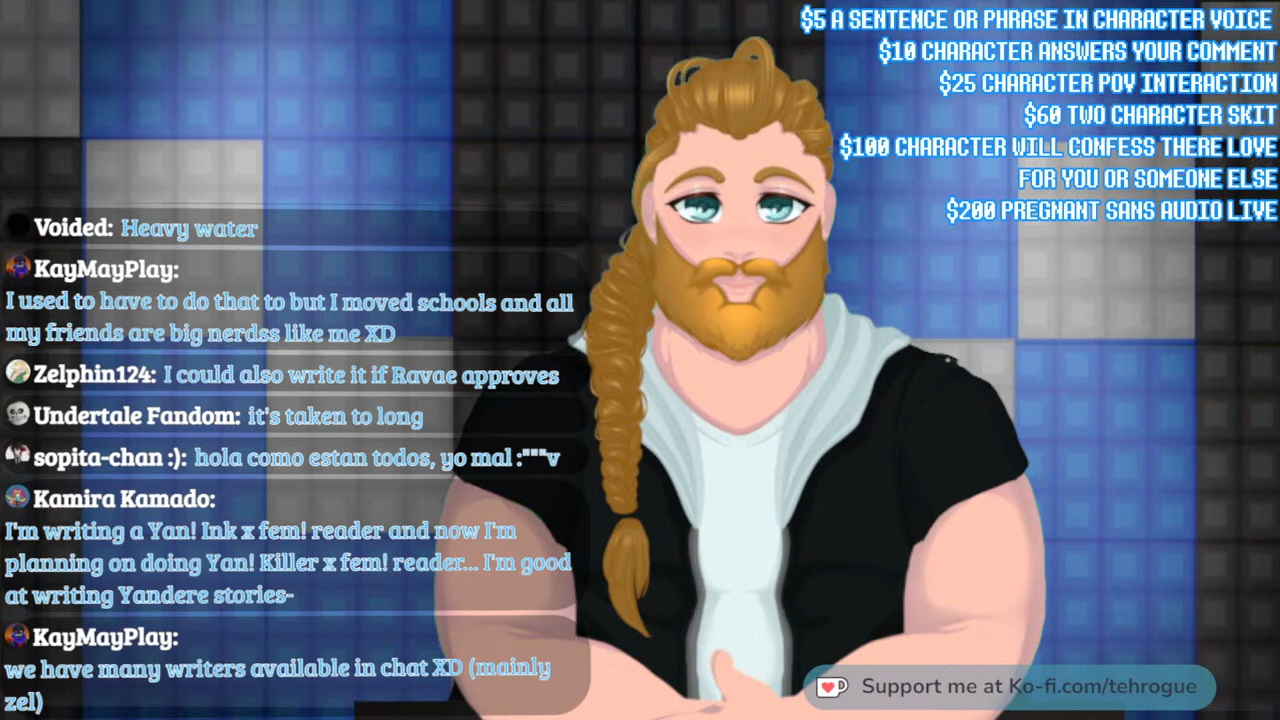 $5 A SENTENCE OR PHRASE IN CHARACTER VOICE
$10 CHARACTER ANSWERS YOUR COMMENT
$25 CHARACTER POV INTERACTION
$60 TWO CHARACTER SKIT
$100 CHARACTER WILL CONFESS THERE LOVE
FOR YOU OR SOMEONE ELSE
$200 PREGNANT SANS AUDIO LIVE
Voided: Heavy water
KayMayPlay:
I used to have to do that to but I moved schools and all
my friends are big nerdss like me XD
Zelphin124: I could also write it if Ravae approves
Undertale Fandom: it's taken to long
sopita-chan :): hola como estan todos, yo mal :"""v
Kamira Kamado:
I'm writing a Yan! Ink x fem! reader and now I'm
planning on doing Yan! Killer x fem! reader... I'm good
at writing Yandere stories-
KayMayPlay:
we have many writers available in chat XD (mainly
zel)
Support me at Ko-fi.com/tehrogue